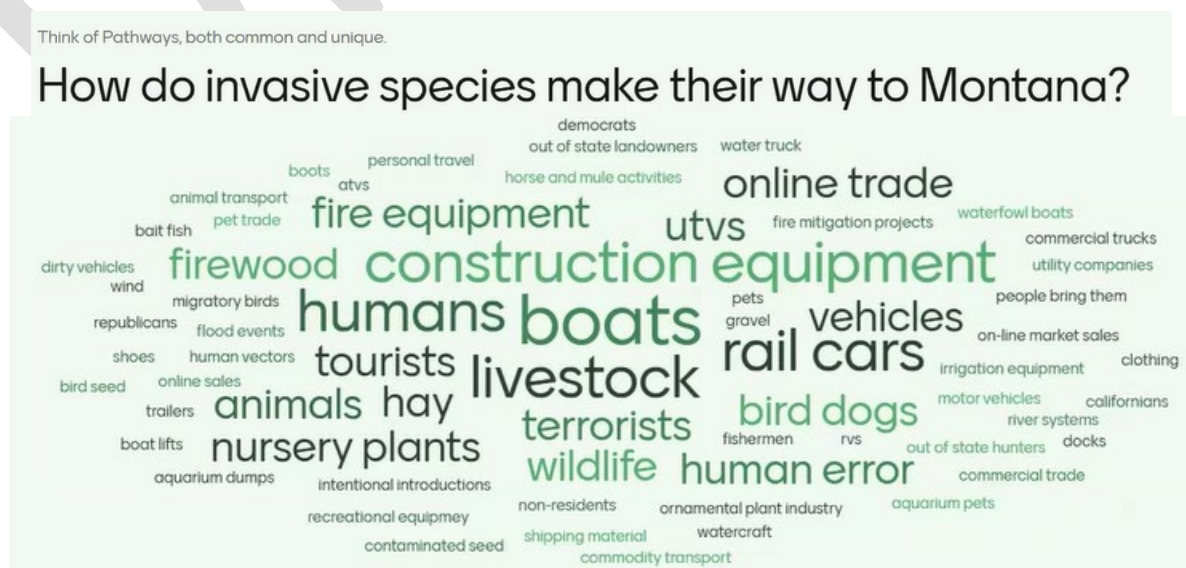 Think of Pathways, both common and unique.
How do invasive species make their way to Montana?
democrats
out of state landowners water truck
personal travel
boots
horse and mule activities
online trade
atvs
animal transport
fire equipment
pet trade
utvs
fire mitigation projects
waterfowl boats
bait fish
commercial trucks
dirty vehicles
firewood
construction equipment
utility companies
wind
migratory birds
humans
boats
pets
vehicles
people bring them
republicans
flood events
gravel
on-line market sales
shoes
human vectors
tourists
livestock
rail cars
irrigation equipment
clothing
bird seed
online sales
animals
hay
bird dogs
motor vehicles
californians
trailers
terrorists
river systems
boat lifts
nursery plants
fishermen
rvs
out of state hunters
docks
aquarium dumps
intentional introductions
wildlife
human error
commercial trade
recreational equipmey
non-residents
ornamental plant industry
aquarium pets
contaminated seed
shipping material
watercraft
commodity transport